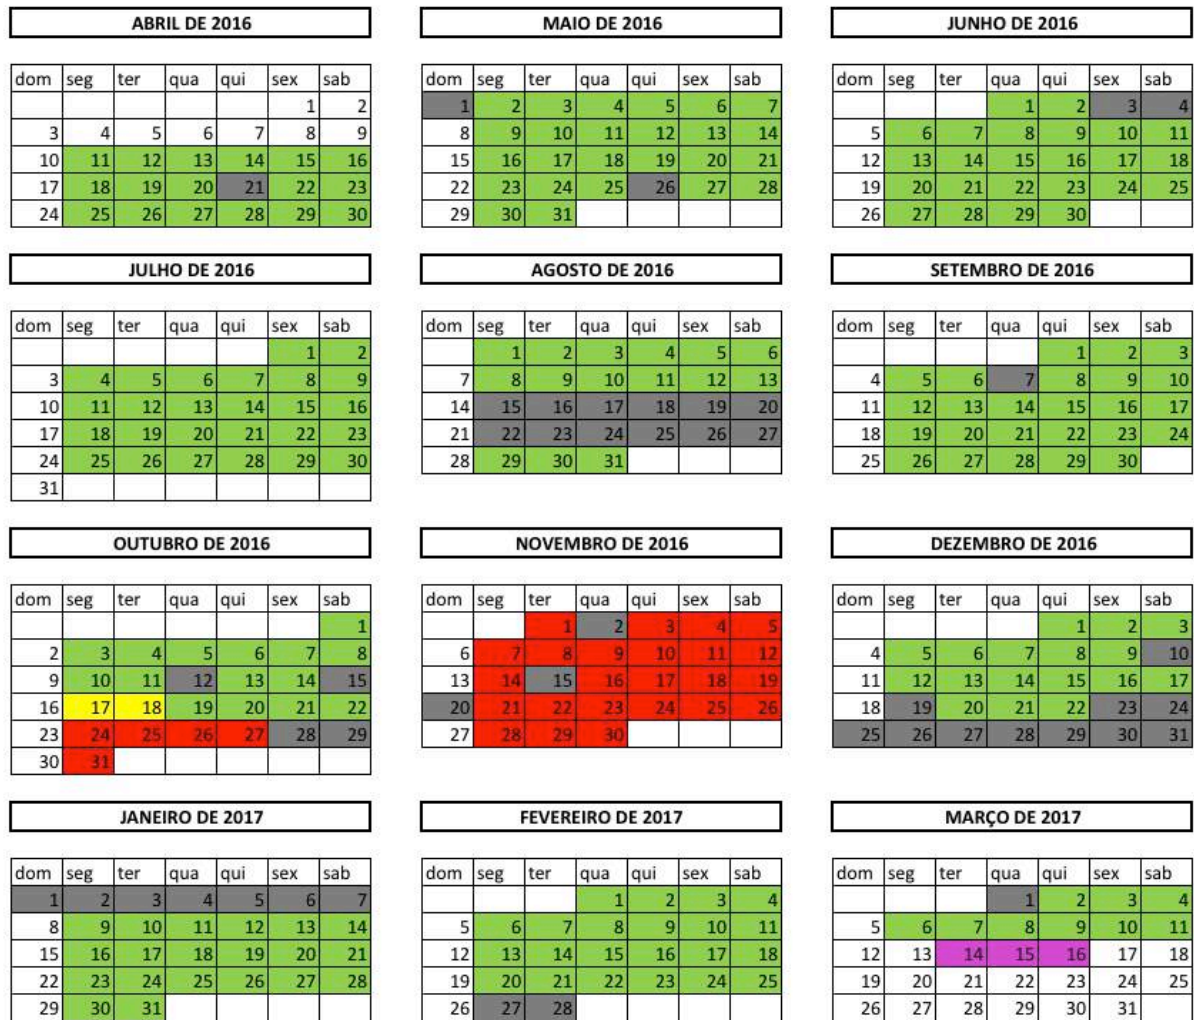 ABRIL DE 2016 MAIO DE 2016 JUNHO DE 2016
dom seg ter qua qui sex sab dom seg ter qua qui sex sab dom seg ter qua qui sex sab
1 2 1 2 3 4 5 6 7 1 2 3 4
3 4 5 6 7 8 9 8 9 10 11 12 13 14 5 6 7 8 9 10 11
10 11 12 13 14 15 16 15 16 17 18 19 20 21 12 13 14 15 16 17 18
17 18 19 20 21 22 23 22 23 24 25 26 27 28 19 20 21 22 23 24 25
24 25 26 27 28 29 30 29 30 31 26 27 28 29 30
JULHO DE 2016 AGOSTO DE 2016 SETEMBRO DE 2016
dom seg ter qua qui sex sab dom seg ter qua qui sex sab dom seg ter qua qui sex sab
1 2 1 2 3 4 5 6 1 2 3
3 4 5 6 7 8 9 7 8 9 10 11 12 13 4 5 6 7 8 9 10
10 11 12 13 14 15 16 14 15 16 17 18 19 20 11 12 13 14 15 16 17
17 18 19 20 21 22 23 21 22 23 24 25 26 27 18 19 20 21 22 23 24
24 25 26 27 28 29 30 28 29 30 31 25 26 27 28 29 30
31
OUTUBRO DE 2016 NOVEMBRO DE 2016 DEZEMBRO DE 2016
dom seg ter qua qui sex sab dom seg ter qua qui sex sab dom seg ter qua qui sex sab
1 1 2 3 4 5 1 2 3
2 3 4 5 6 7 8 6 7 8 9 10 11 12 4 5 6 7 8 9 10
9 10 11 12 13 14 15 13 14 15 16 17 18 19 11 12 13 14 15 16 17
16 17 18 19 20 21 22 20 21 22 23 24 25 26 18 19 20 21 22 23 24
23 24 25 26 27 28 29 27 28 29 30 25 26 27 28 29 30 31
30 31
JANEIRO DE 2017 FEVEREIRO DE 2017 MARÇO DE 2017
dom seg ter qua qui sex sab dom seg ter qua qui sex sab dom seg ter qua qui sex sab
1 2 3 4 5 6 7 1 2 3 4 1 2 3 4
8 9 10 11 12 13 14 5 6 7 8 9 10 11 5 6 7 8 9 10 11
15 16 17 18 19 20 21 12 13 14 15 16 17 18 12 13 14 15 16 17 18
22 23 24 25 26 27 28 19 20 21 22 23 24 25 19 20 21 22 23 24 25
29 30 31 26 27 28 26 27 28 29 30 31